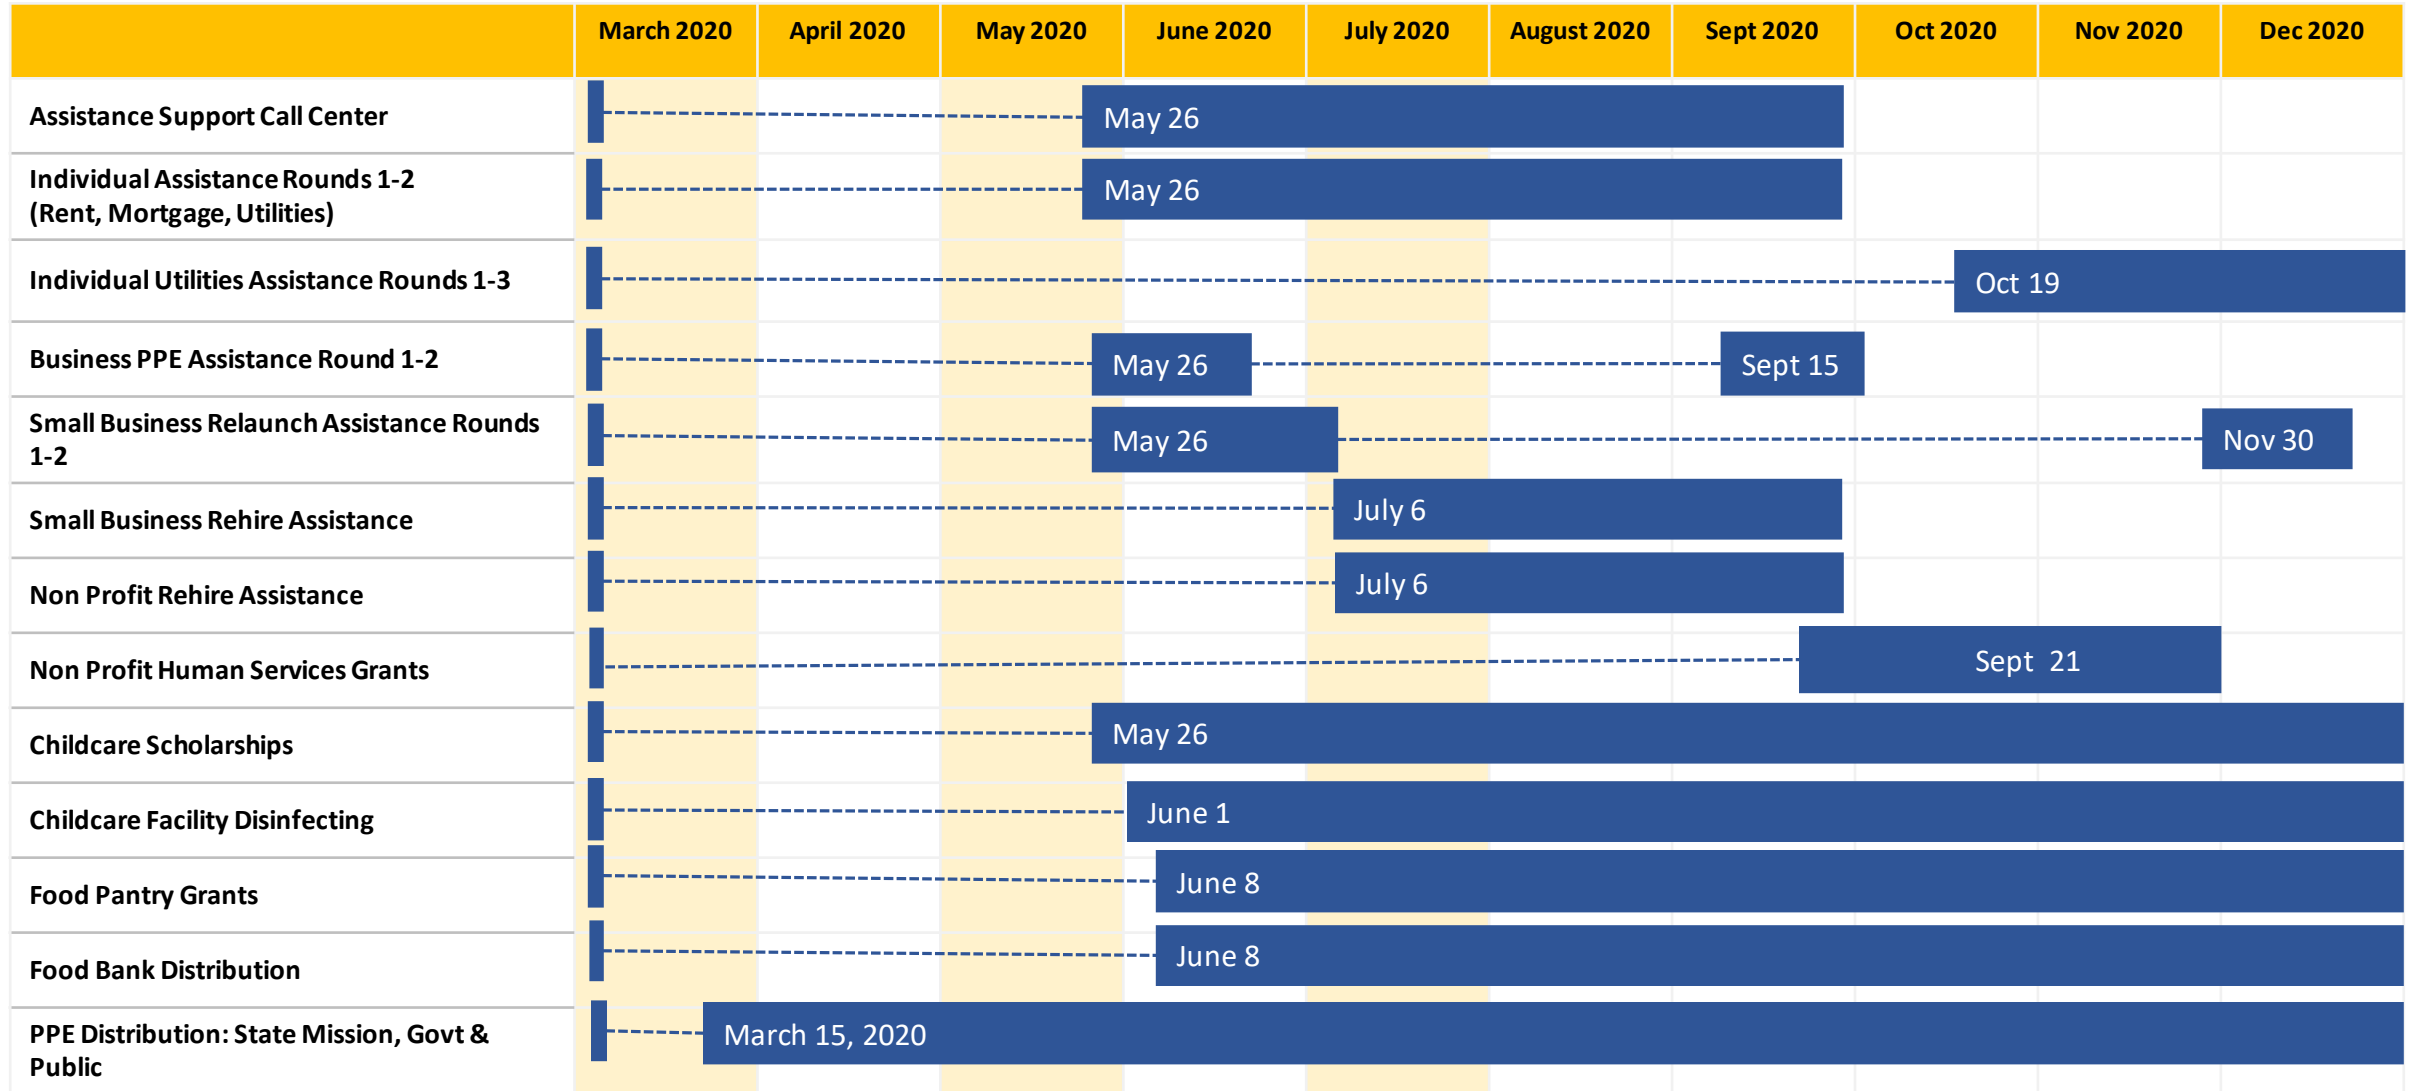 March 2020 April 2020 May 2020 June 2020 July 2020 August 2020 Sept 2020 Oct 2020 Nov 2020 Dec 2020
Assistance Support Call Center May 26
Individual Assistance Rounds 1-2
(Rent, Mortgage, Utilities) May 26
Individual Utilities Assistance Rounds 1-3 Oct 19
Business PPE Assistance Round 1-2 May 26 Sept 15
Small Business Relaunch Assistance Rounds
1-2 May 26 Nov 30
Small Business Rehire Assistance July 6
Non Profit Rehire Assistance July 6
Non Profit Human Services Grants Sept 21
Childcare Scholarships May 26
Childcare Facility Disinfecting June 1
Food Pantry Grants June 8
Food Bank Distribution June 8
PPE Distribution: State Mission, Govt &
Public March 15, 2020